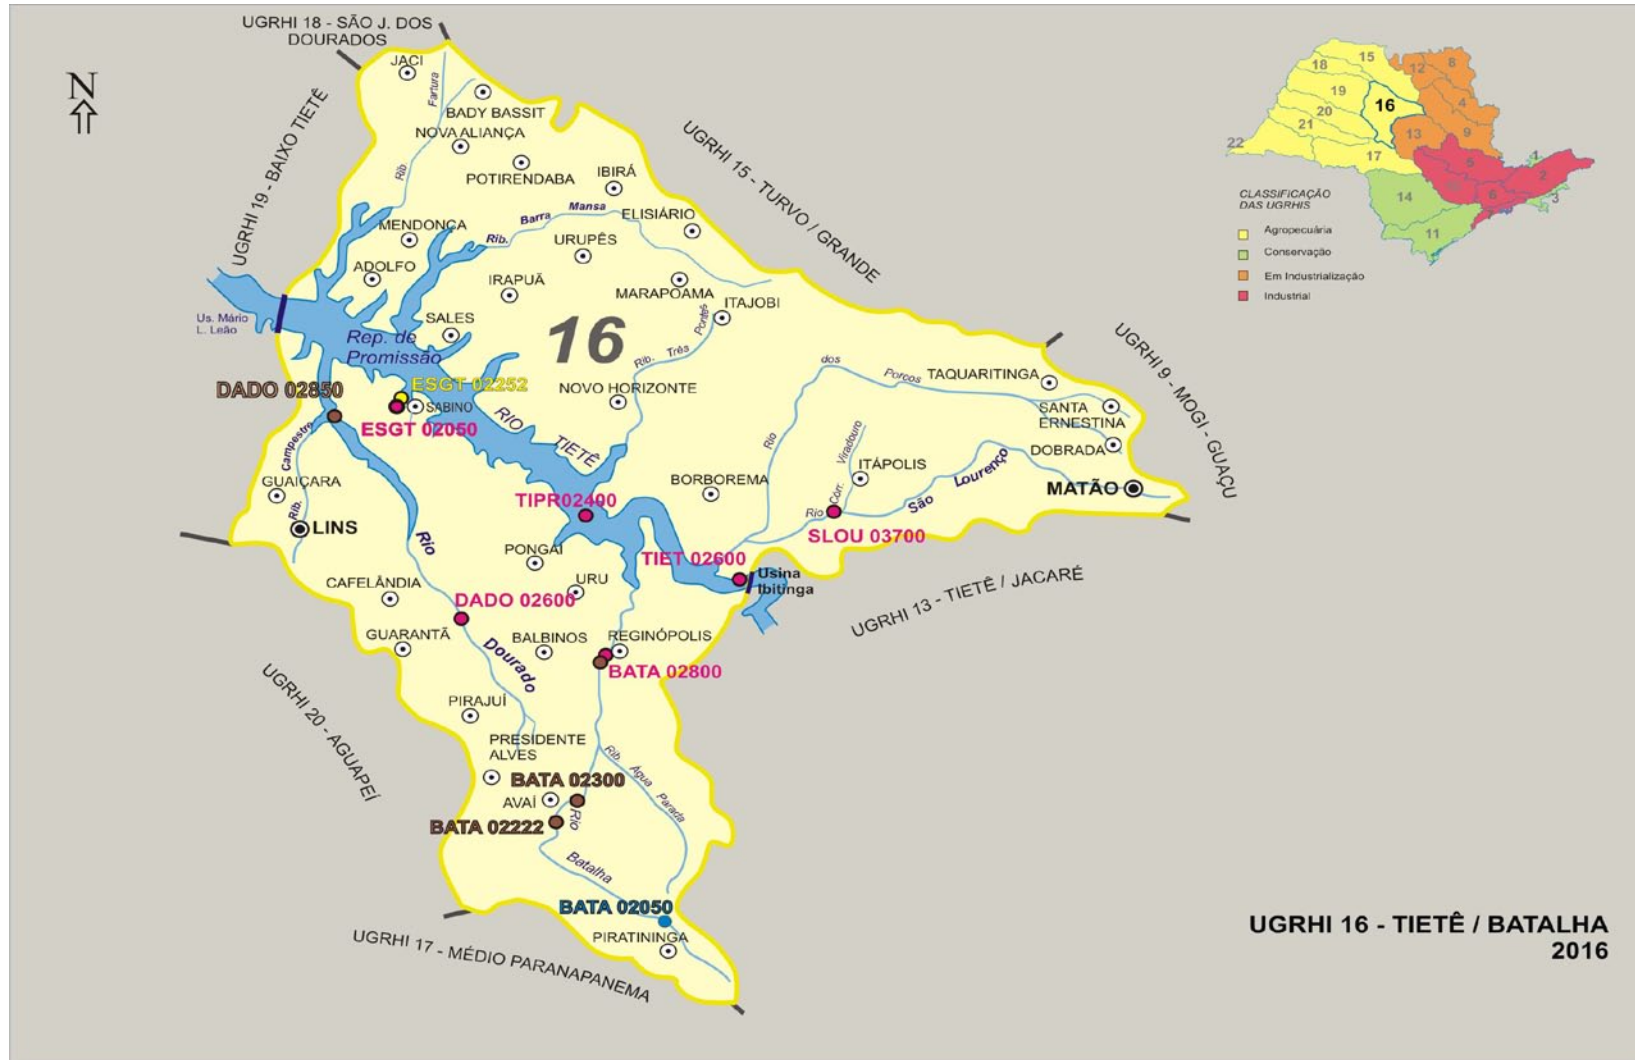 UGRHI 18 - SÃO J. DOS
DOURADOS
N
UGRHI 19 - BAIXO TIETÊ
UGRHI 15 - TURVO / GRANDE
UGRHI 9 - MOGI - GUAÇU
UGRHI 13 - TIETÊ / JACARÉ
UGRHI 20 - AGUAPEÍ
UGRHI 17 - MÉDIO PARANAPANEMA
JACI
Rib. Fartura
BADY BASSIT
NOVA ALIANÇA
POTIRENDABA
IBIRÁ
Rib. Barra Mansa
ELISIÁRIO
MENDONÇA
URUPÊS
ADOLFO
IRAPUÃ
MARAPOAMA
ITAJOBI
Us. Mário
L. Leão
SALES
Rep. de
Promissão
16
Rib. Três Pontes
DADO 02850
ESGT 02252
SABINO
ESGT 02050
NOVO HORIZONTE
RIO TIETÊ
Rio dos Porcos
TAQUARITINGA
SANTA
ERNESTINA
DOBRADA
MATÃO
Rib. Campestre
GUAIÇARA
LINS
Rio Dourado
TIPR02400
BORBOREMA
Córr. Viradouro
ITÁPOLIS
Rio São Lourenço
SLOU 03700
PONGAÍ
TIET 02600
Usina
Ibitinga
CAFELÂNDIA
URU
DADO 02600
GUARANTÃ
BALBINOS
REGINÓPOLIS
BATA 02800
PIRAJUÍ
PRESIDENTE
ALVES
Rib. Água Parada
BATA 02300
AVAÍ
BATA 02222
Rio Batalha
BATA 02050
PIRATININGA
15
18
12
8
19
16
4
20
21
13
9
22
17
5
1
2
14
6
3
11
CLASSIFICAÇÃO
DAS UGRHIS
Agropecuária
Conservação
Em Industrialização
Industrial
UGRHI 16 - TIETÊ / BATALHA
2016